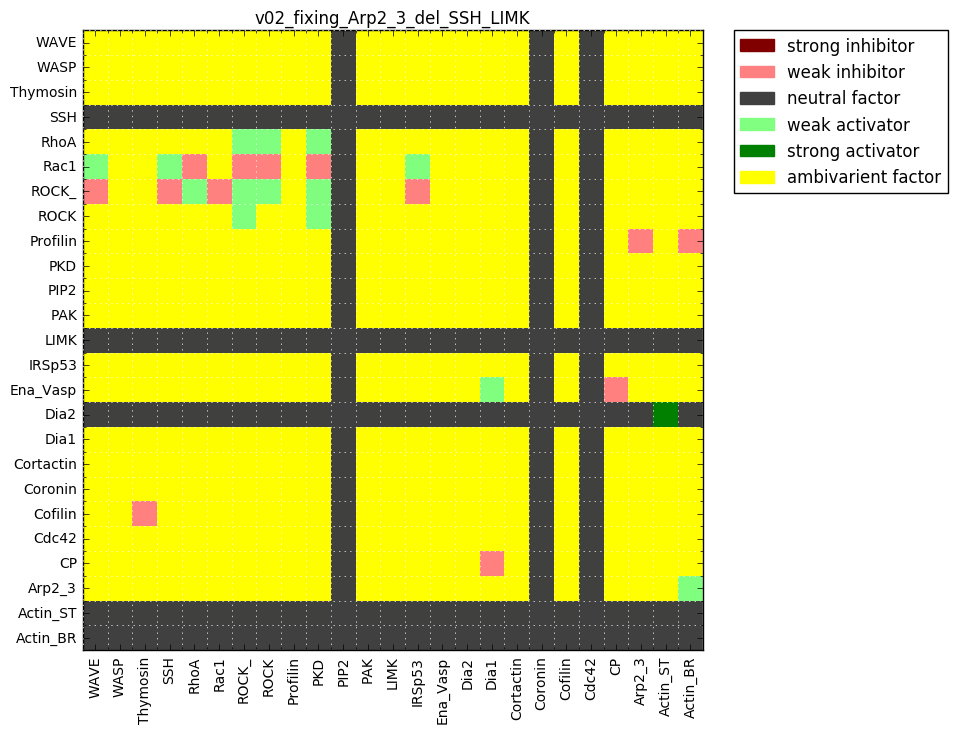 v02_fixing_Arp2_3_del_SSH_LIMK
WAVE
WASP
Thymosin
SSH
RhoA
Rac1
ROCK_
ROCK
Profilin
PKD
PIP2
PAK
LIMK
IRSp53
Ena_Vasp
Dia2
Dia1
Cortactin
Coronin
Cofilin
Cdc42
CP
Arp2_3
Actin_ST
Actin_BR
WAVE
WASP
Thymosin
SSH
RhoA
Rac1
ROCK_
ROCK
Profilin
PKD
PIP2
PAK
LIMK
IRSp53
Ena_Vasp
Dia2
Dia1
Cortactin
Coronin
Cofilin
Cdc42
CP
Arp2_3
Actin_ST
Actin_BR
strong inhibitor
weak inhibitor
neutral factor
weak activator
strong activator
ambivarient factor